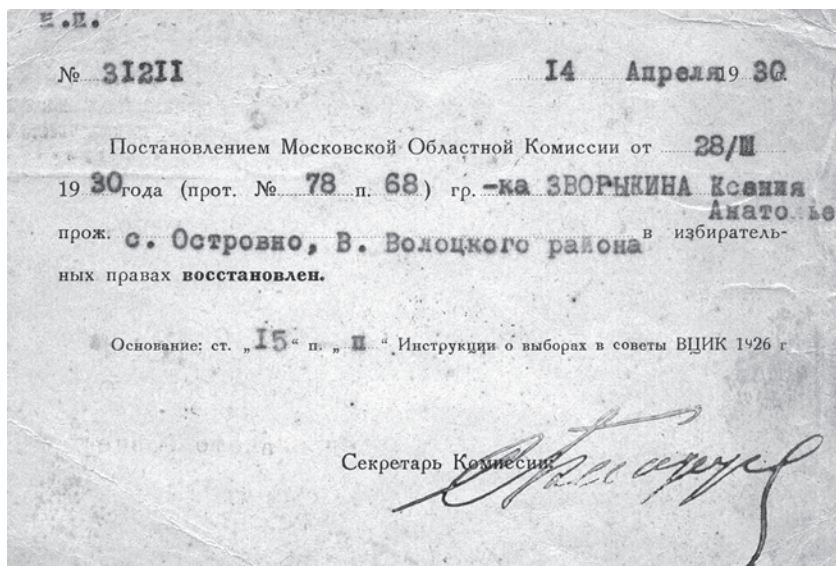 п.п.
№ 31211 14 Апреля 19 30 г.
Постановлением Московской Областной Комиссии от 28/III
19 30 года (прот. № 78 п. 68) гр. -ка ЗВОРЫКИНА Ксения
Анатолье
прож. с. Островно, В. Волоцкого района в избиратель-
ных правах восстановлен.
Основание: ст. „15“ п. „ п “ Инструкции о выборах в советы ВЦИК 1926 г
Секретарь Комиссии: